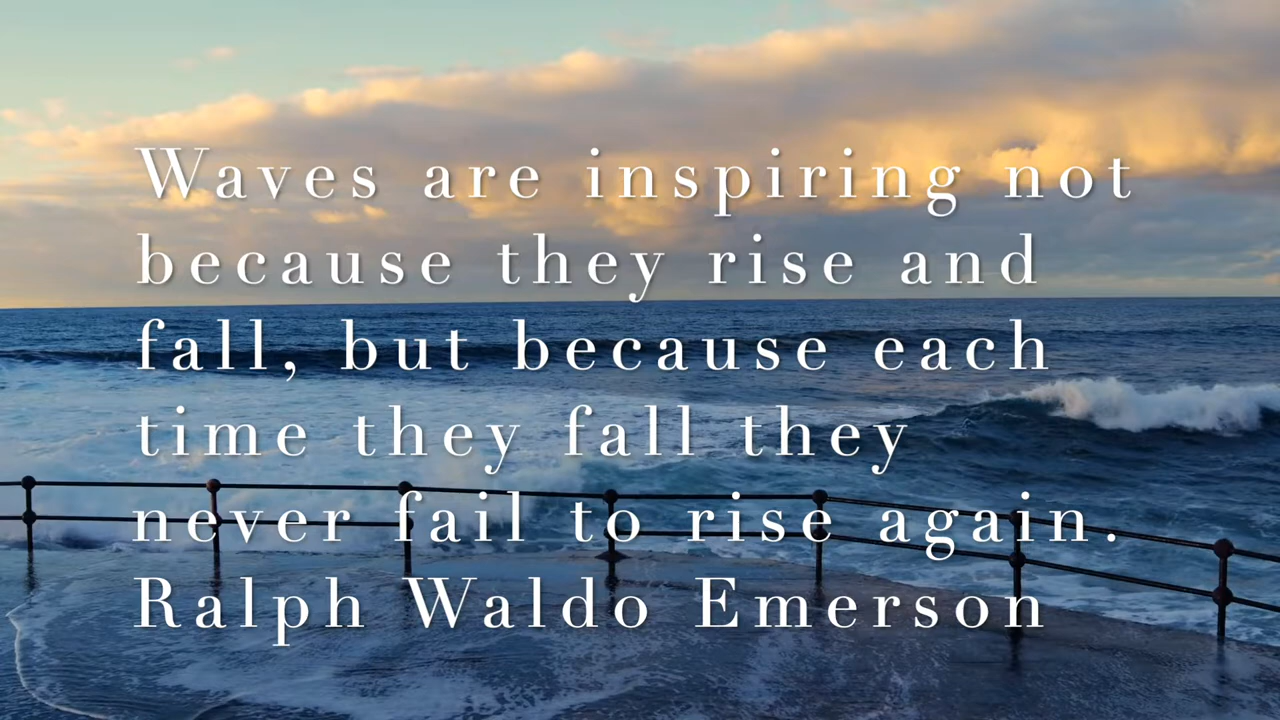 Waves are inspiring not
because they rise and
fall, but because each
time they fall they
never fail to rise again.
Ralph Waldo Emerson